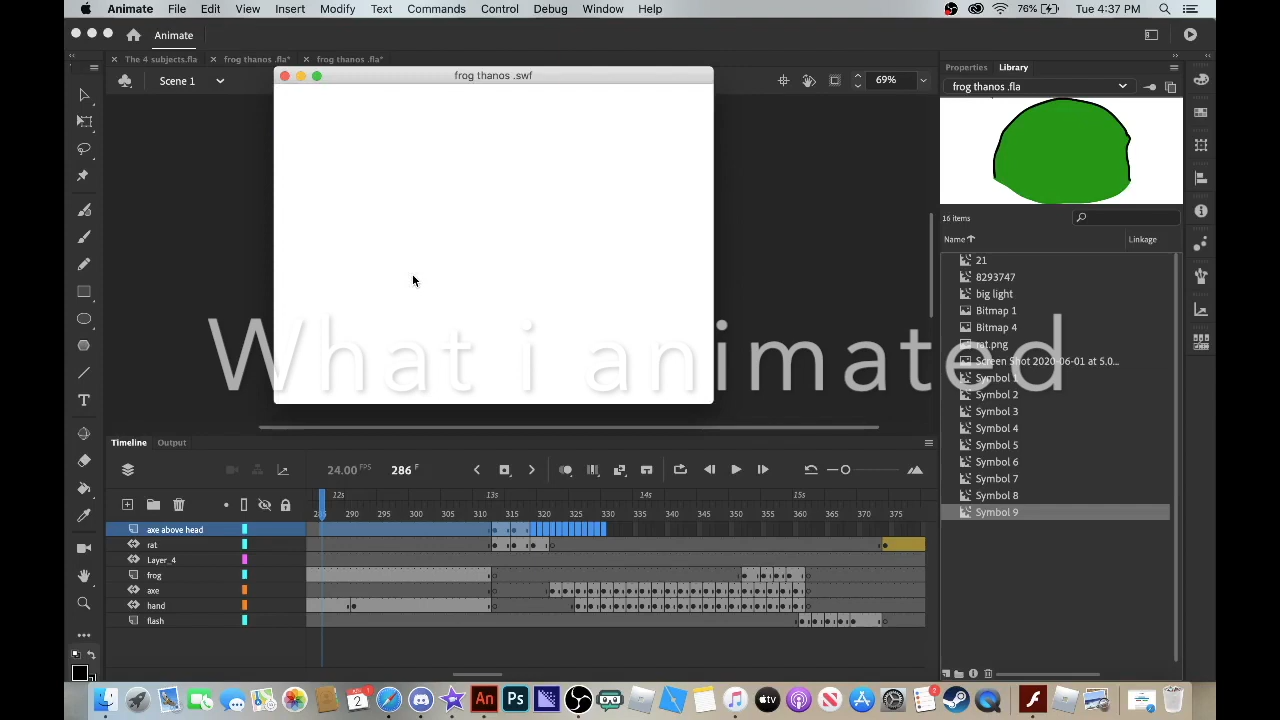 Animate File Edit View Insert Modify Text Commands Control Debug Window Help 76% Tue 4:37 PM
Animate
The 4 subjects.fla frog thanos .fla* frog thanos .fla*
Properties Library
frog thanos .swf
Scene 1 69%
frog thanos .fla
16 items
Name Linkage
21
8293747
big light
Bitmap 1
Bitmap 4
rat.png
Screen Shot 2020-06-01 at 5.0...
Symbol 1
Symbol 2
Symbol 3
Symbol 4
Symbol 5
Symbol 6
Symbol 7
Symbol 8
Symbol 9
What i animated
Timeline Output
24.00 FPS 286 F
12s 13s 14s 15s
290 295 300 305 310 315 320 325 330 335 340 345 350 355 360 365 370 375
axe above head
rat
Layer_4
frog
axe
hand
flash